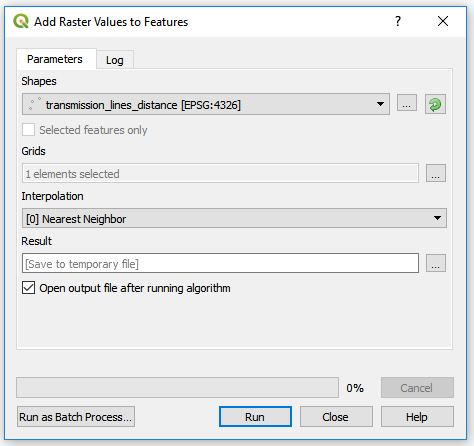 Add Raster Values to Features
?
Parameters
Log
Shapes
transmission_lines_distance [EPSG:4326]
...
Selected features only
Grids
1 elements selected
...
Interpolation
[0] Nearest Neighbor
Result
[Save to temporary file]
...
Open output file after running algorithm
0%
Cancel
Run as Batch Process...
Run
Close
Help